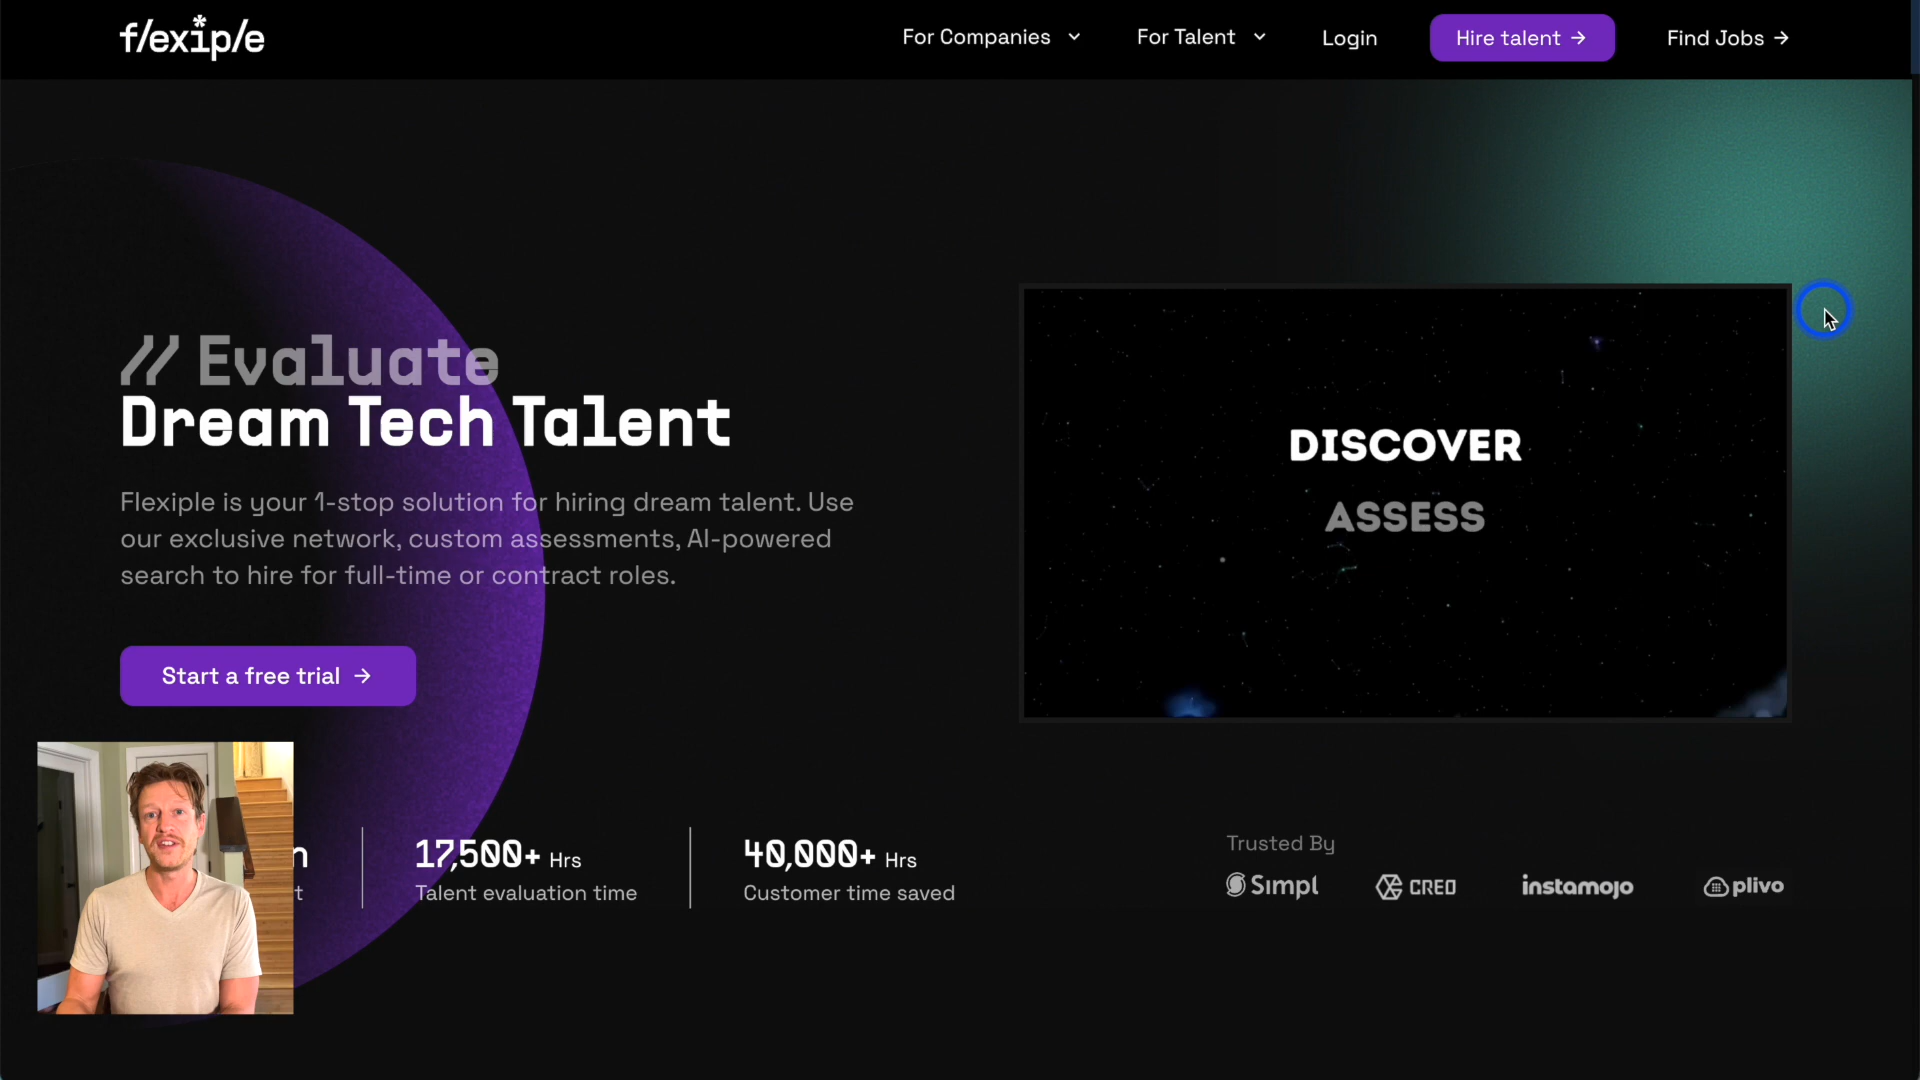 f/exip/e
For Companies
For Talent
Login
Hire talent →
Find Jobs →
// Evaluate
Dream Tech Talent
Flexiple is your 1-stop solution for hiring dream talent. Use
our exclusive network, custom assessments, AI-powered
search to hire for full-time or contract roles.
Start a free trial →
DISCOVER
ASSESS
17,500+ Hrs
Talent evaluation time
40,000+ Hrs
Customer time saved
Trusted By
Simpl
CREO
instamojo
plivo